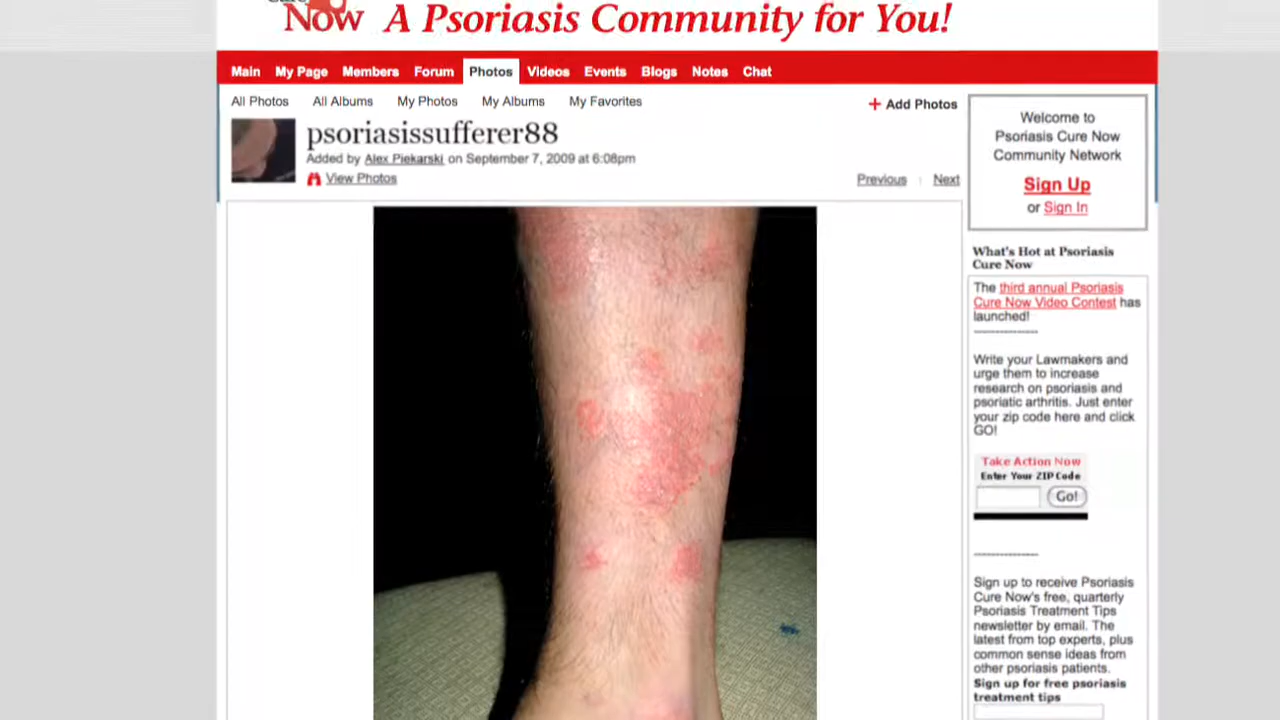 Now A Psoriasis Community for You!
Main My Page Members Forum Photos Videos Events Blogs Notes Chat
All Photos All Albums My Photos My Albums My Favorites
+ Add Photos
psoriasissufferer88
Added by Alex Piekarski on September 7, 2009 at 6:08pm
View Photos
Previous Next
Welcome to
Psoriasis Cure Now
Community Network
Sign Up
or Sign In
What's Hot at Psoriasis
Cure Now
The third annual Psoriasis
Cure Now Video Contest has
launched!
Write your Lawmakers and
urge them to increase
research on psoriasis and
psoriatic arthritis. Just enter
your zip code here and click
GO!
Take Action Now
Enter Your ZIP Code
Go!
Sign up to receive Psoriasis
Cure Now's free, quarterly
Psoriasis Treatment Tips
newsletter by email. The
latest from top experts, plus
common sense ideas from
other psoriasis patients.
Sign up for free psoriasis
treatment tips